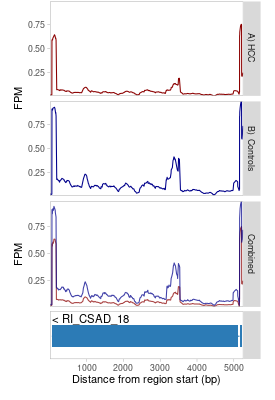 0.75
0.50
0.25
FPM
A) HCC
0.75
0.50
0.25
FPM
B) Controls
0.75
0.50
0.25
FPM
Combined
< RI_CSAD_18
1000 2000 3000 4000 5000
Distance from region start (bp)